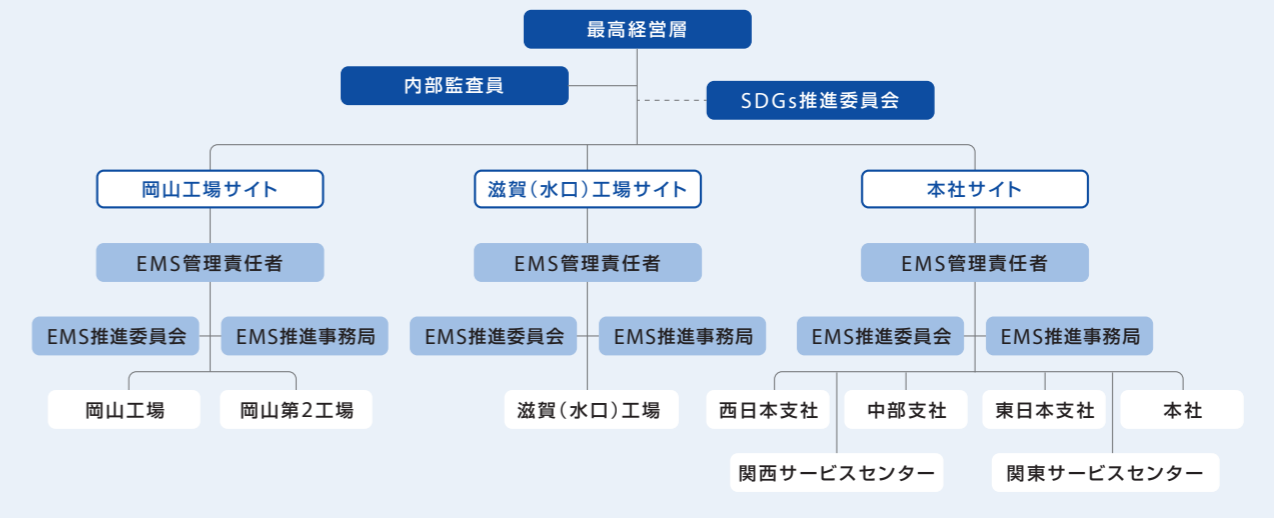 最高経営層
内部監査員
SDGs推進委員会
岡山工場サイト
滋賀（水口）工場サイト
本社サイト
EMS管理責任者
EMS管理責任者
EMS管理責任者
EMS推進委員会
EMS推進事務局
EMS推進委員会
EMS推進事務局
EMS推進委員会
EMS推進事務局
岡山工場
岡山第2工場
滋賀（水口）工場
西日本支社
中部支社
東日本支社
本社
関西サービスセンター
関東サービスセンター